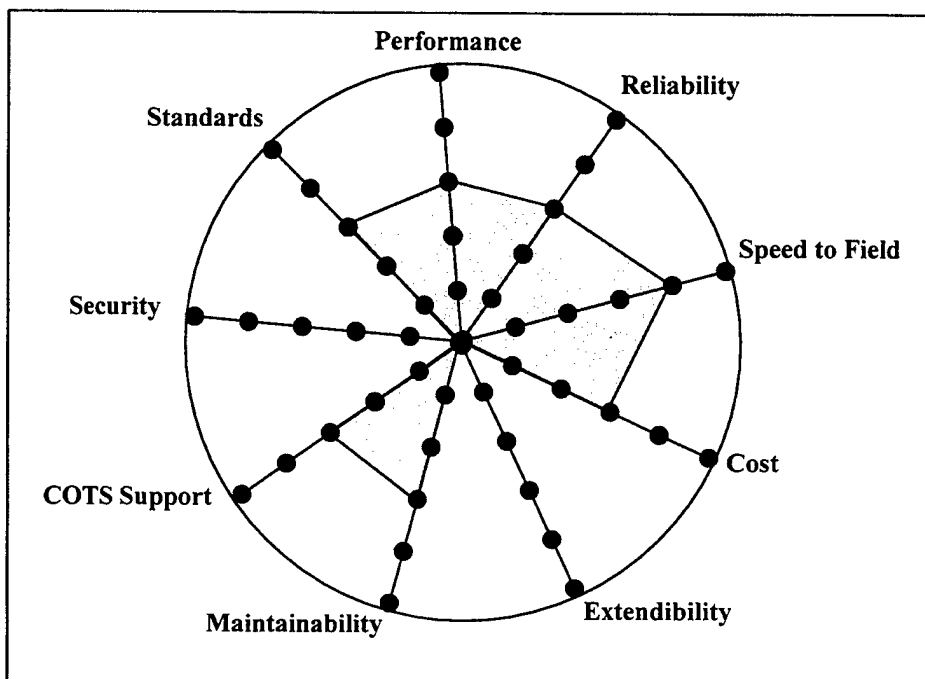 Performance
Reliability
Standards
Speed to Field
Security
Cost
COTS Support
Extendibility
Maintainability